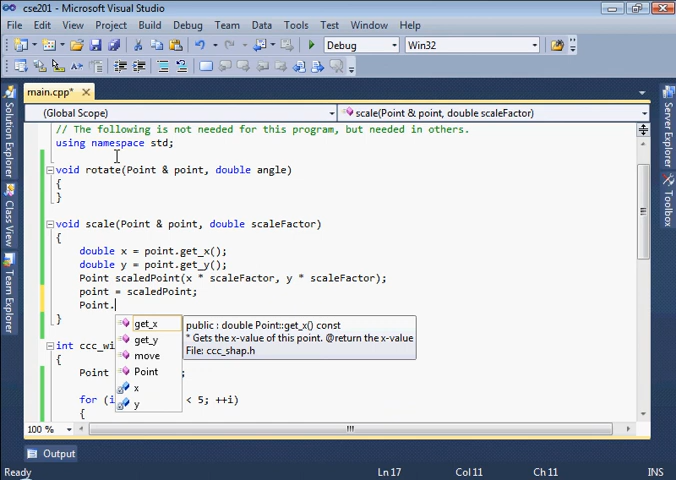 cse201 - Microsoft Visual Studio
File Edit View Project Build Debug Team Data Tools Test Window Help
Debug Win32
main.cpp*
(Global Scope) scale(Point & point, double scaleFactor)
// The following is not needed for this program, but needed in others.
using namespace std;
void rotate(Point & point, double angle)
{
}
void scale(Point & point, double scaleFactor)
{
double x = point.get_x();
double y = point.get_y();
Point scaledPoint(x * scaleFactor, y * scaleFactor);
point = scaledPoint;
Point.
}
get_x
get_y
move
Point
x
y
public : double Point::get_x() const
* Gets the x-value of this point. @return the x-value
File: ccc_shap.h
int ccc_wi
{
Point ;
for (i < 5; ++i)
{
100 %
Solution Explorer
Class View
Team Explorer
Server Explorer
Toolbox
Output
Ready Ln 17 Col 11 Ch 11 INS